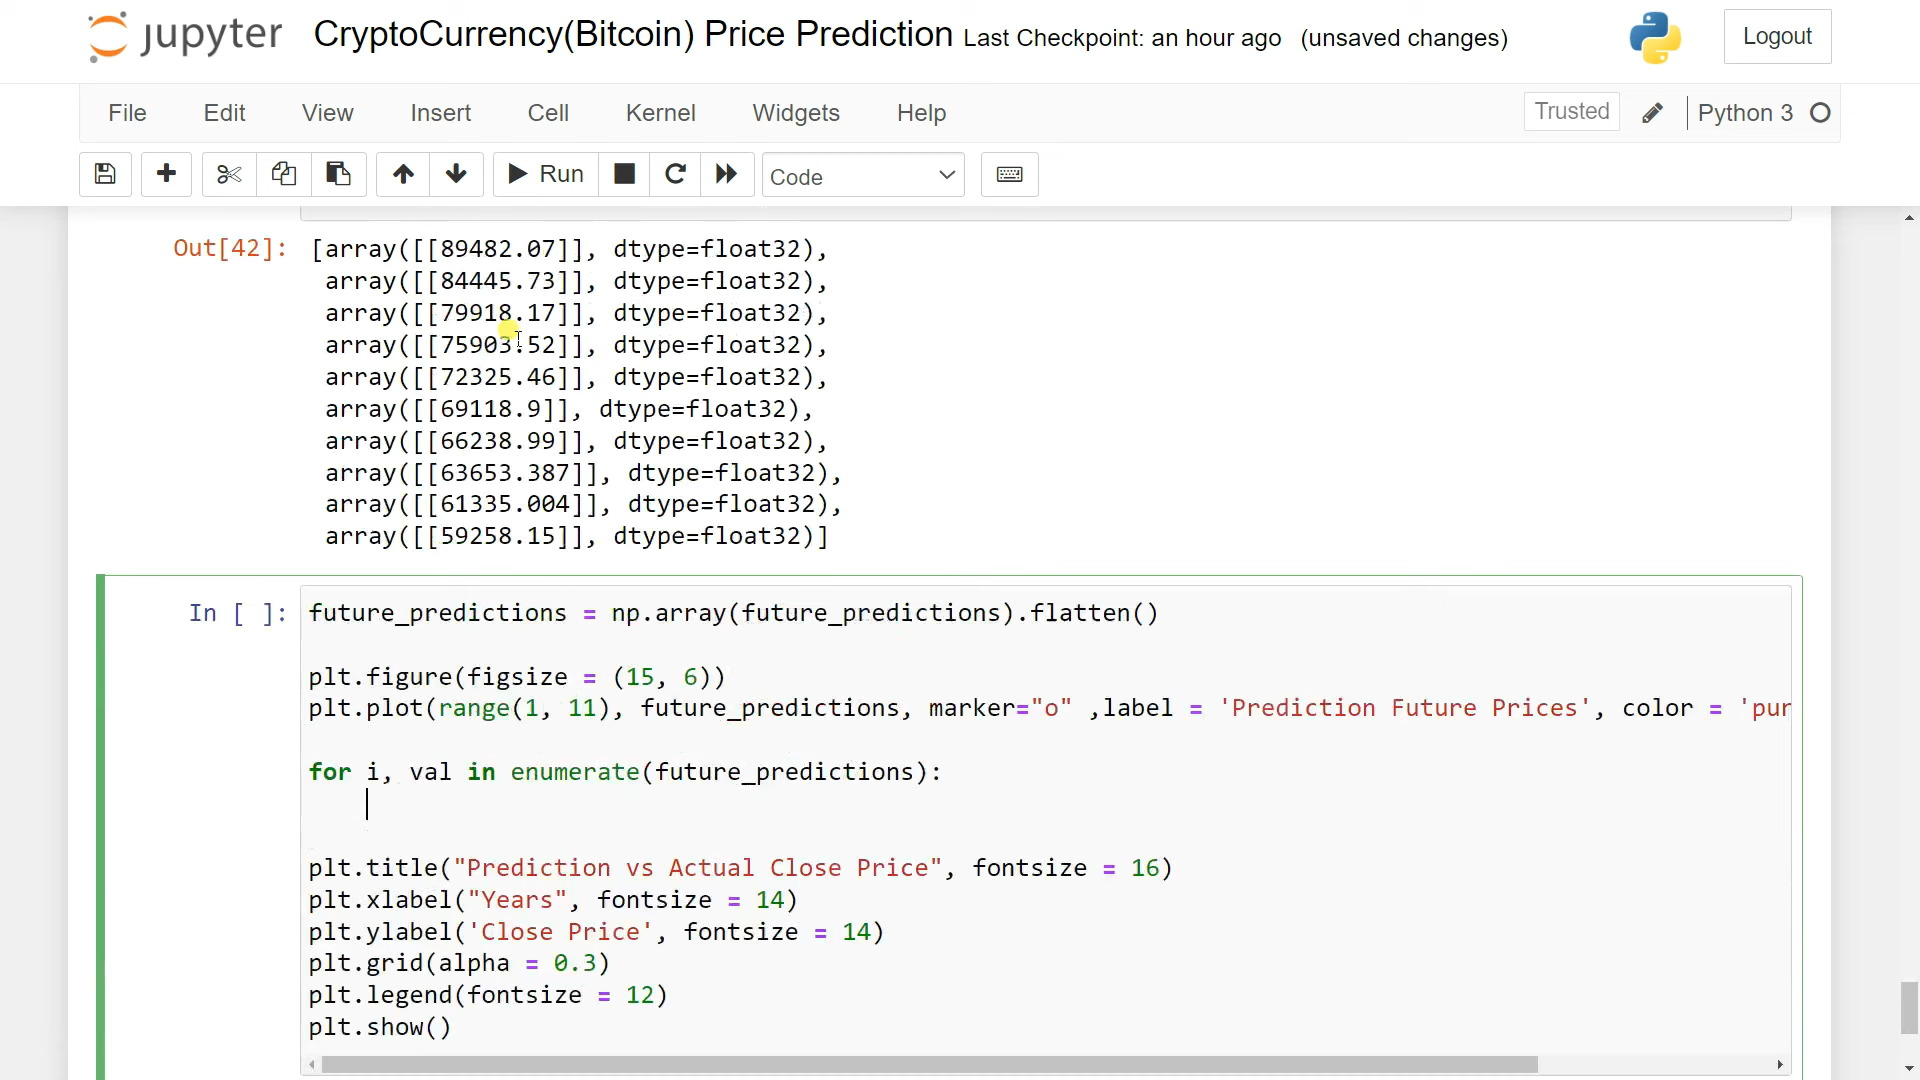 jupyter CryptoCurrency(Bitcoin) Price Prediction Last Checkpoint: an hour ago (unsaved changes) Logout
File Edit View Insert Cell Kernel Widgets Help Trusted Python 3
Run Code
Out[42]: [array([[89482.07]], dtype=float32),
array([[84445.73]], dtype=float32),
array([[79918.17]], dtype=float32),
array([[75903.52]], dtype=float32),
array([[72325.46]], dtype=float32),
array([[69118.9]], dtype=float32),
array([[66238.99]], dtype=float32),
array([[63653.387]], dtype=float32),
array([[61335.004]], dtype=float32),
array([[59258.15]], dtype=float32)]
In [ ]: future_predictions = np.array(future_predictions).flatten()
plt.figure(figsize = (15, 6))
plt.plot(range(1, 11), future_predictions, marker="o" ,label = 'Prediction Future Prices', color = 'pur
for i, val in enumerate(future_predictions):
plt.title("Prediction vs Actual Close Price", fontsize = 16)
plt.xlabel("Years", fontsize = 14)
plt.ylabel('Close Price', fontsize = 14)
plt.grid(alpha = 0.3)
plt.legend(fontsize = 12)
plt.show()